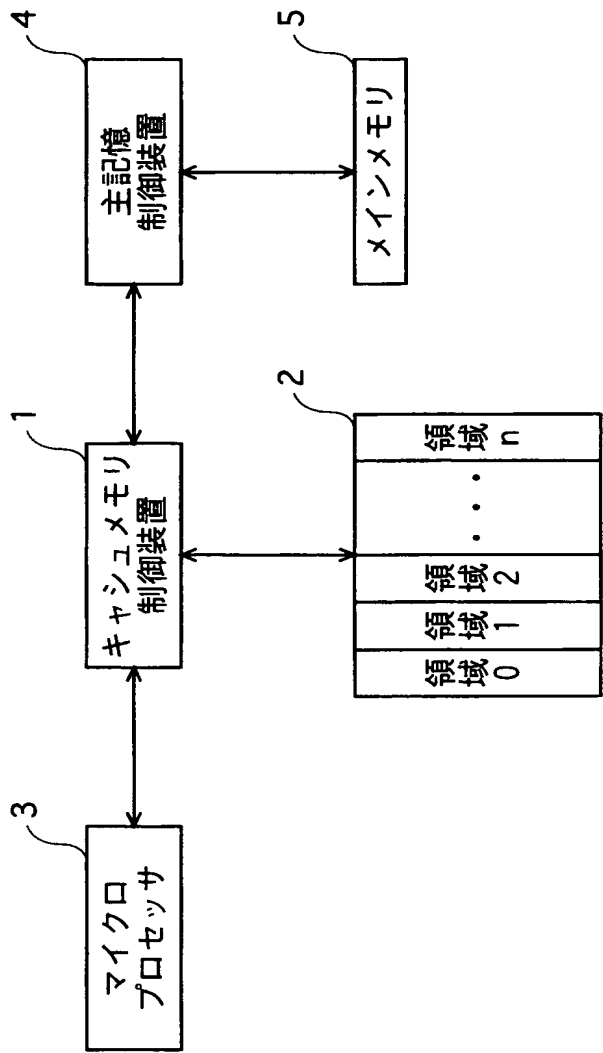 3
マイクロ
プロセッサ
1
キャシュメモリ
制御装置
4
主記憶
制御装置
2
領域
0
領域
1
領域
2
・・・
領域
n
5
メインメモリ